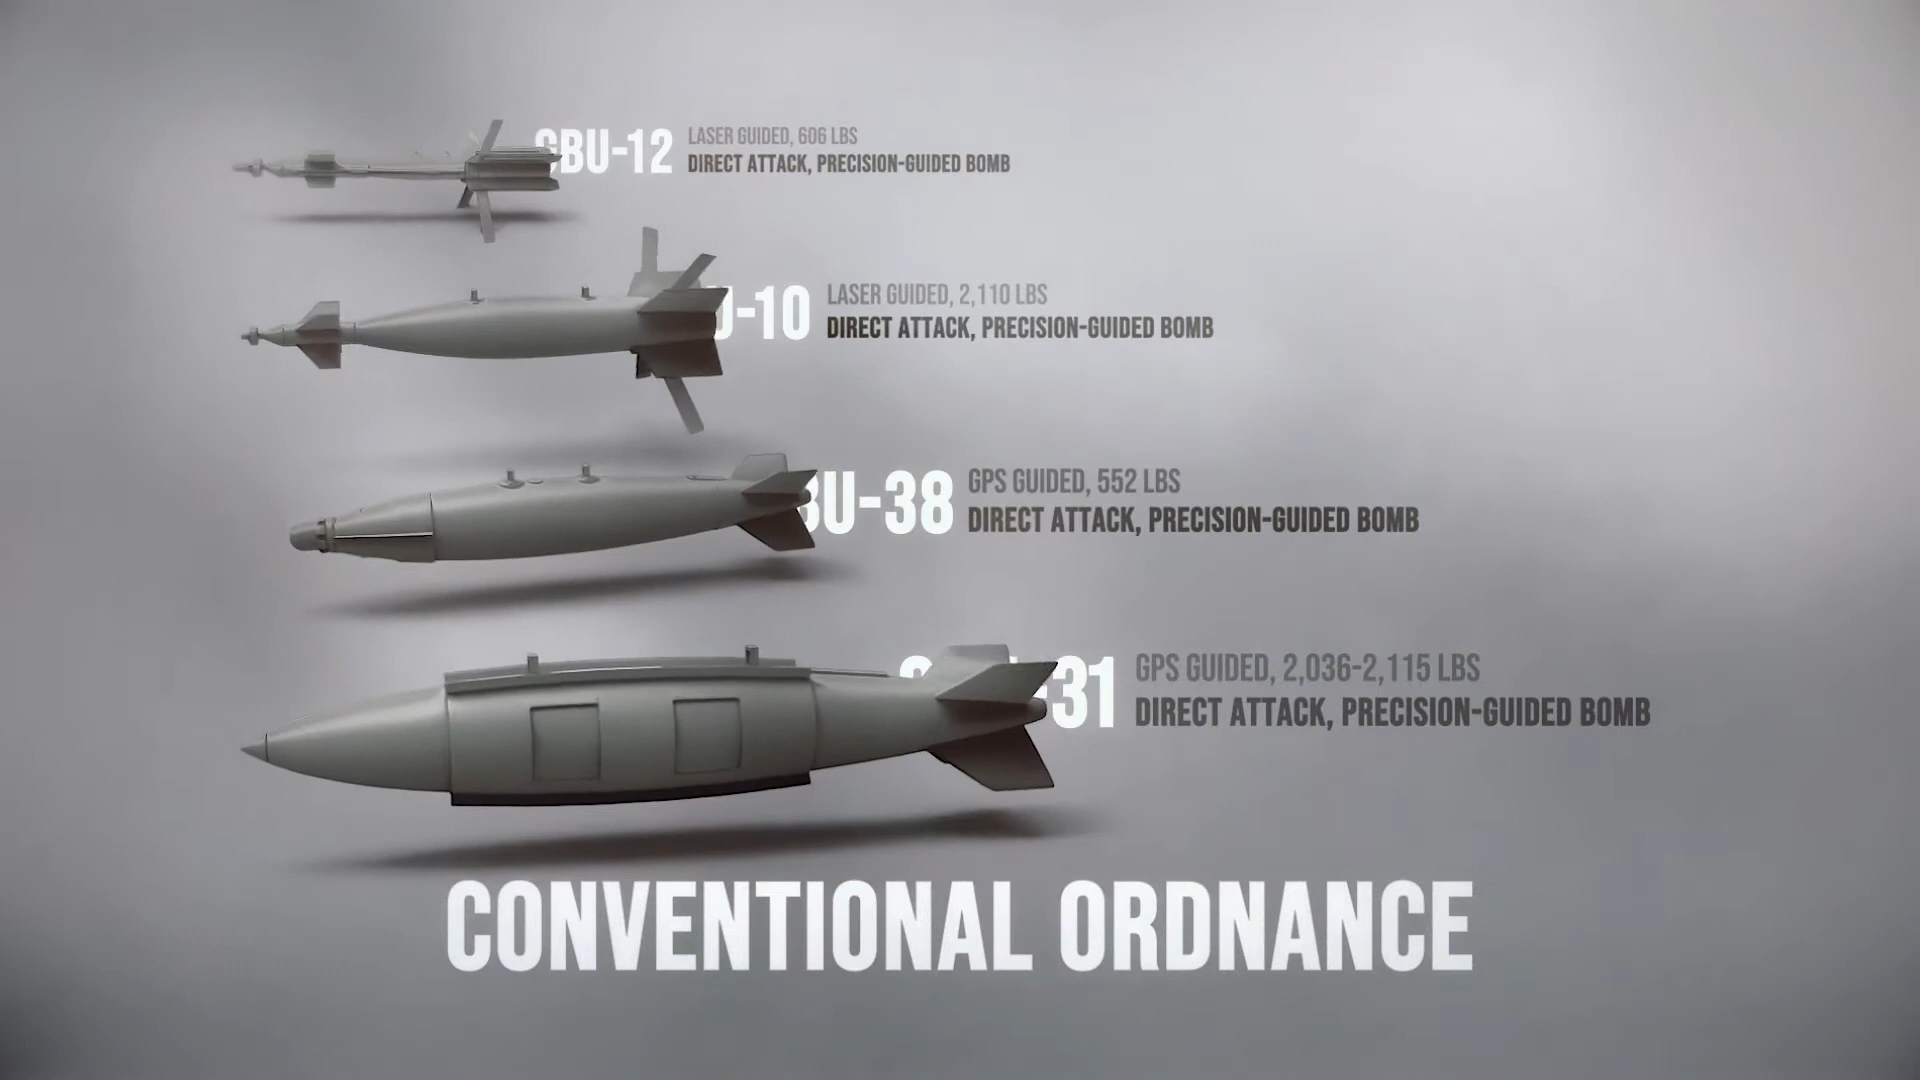 GBU-12
LASER GUIDED, 606 LBS
DIRECT ATTACK, PRECISION-GUIDED BOMB
U-10
LASER GUIDED, 2,110 LBS
DIRECT ATTACK, PRECISION-GUIDED BOMB
BU-38
GPS GUIDED, 552 LBS
DIRECT ATTACK, PRECISION-GUIDED BOMB
-31
GPS GUIDED, 2,036-2,115 LBS
DIRECT ATTACK, PRECISION-GUIDED BOMB
CONVENTIONAL ORDNANCE